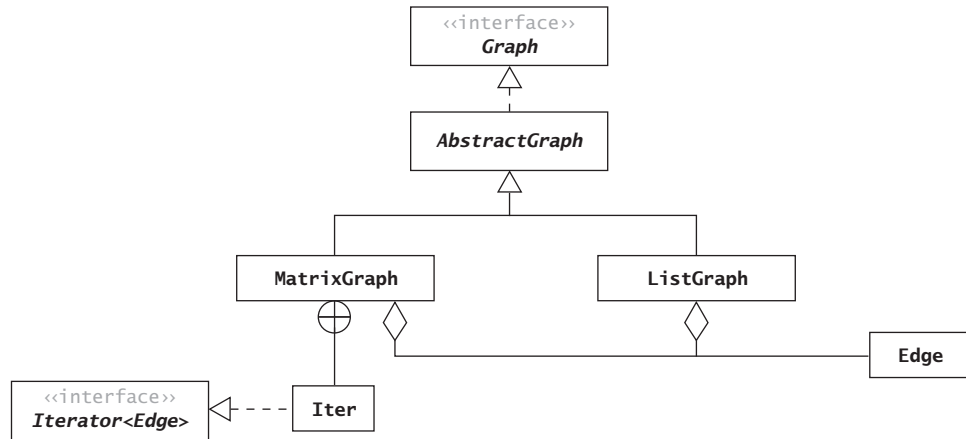 ‹‹interface››
Graph
AbstractGraph
MatrixGraph
ListGraph
Edge
‹‹interface››
Iterator<Edge>
Iter